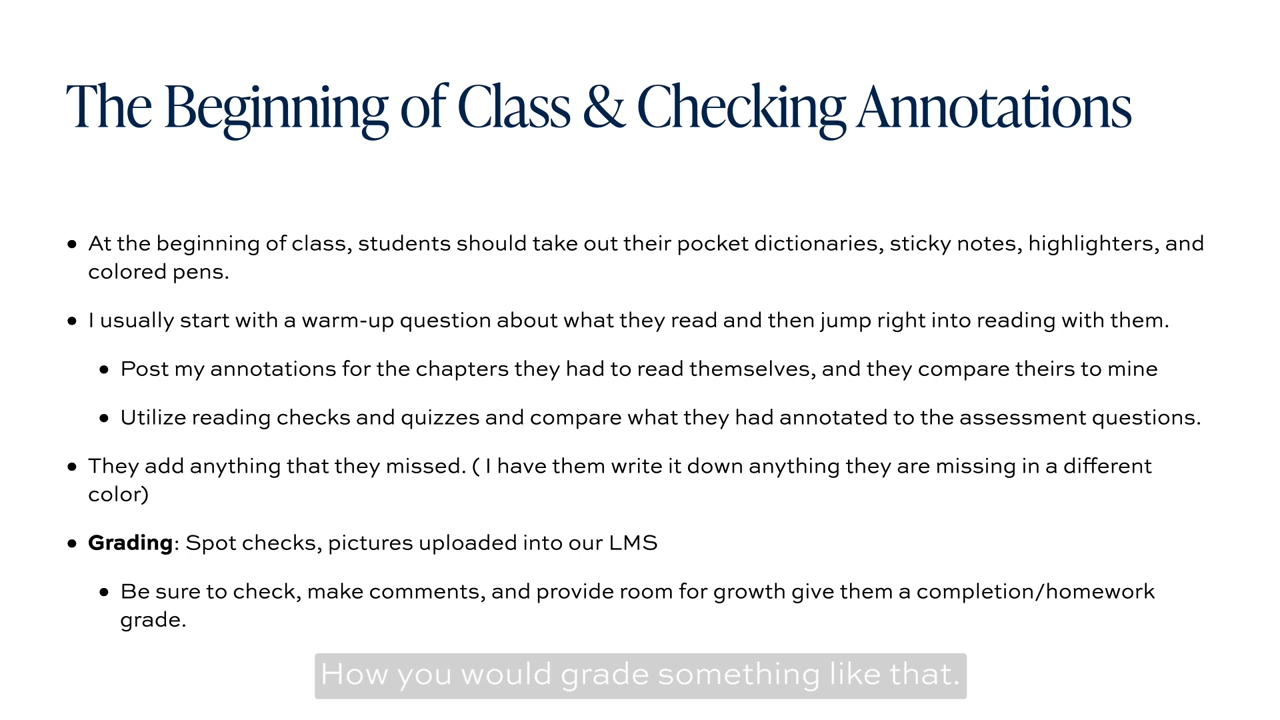 The Beginning of Class & Checking Annotations
• At the beginning of class, students should take out their pocket dictionaries, sticky notes, highlighters, and
colored pens.
• I usually start with a warm-up question about what they read and then jump right into reading with them.
• Post my annotations for the chapters they had to read themselves, and they compare theirs to mine
• Utilize reading checks and quizzes and compare what they had annotated to the assessment questions.
• They add anything that they missed. ( I have them write it down anything they are missing in a different
color)
• Grading: Spot checks, pictures uploaded into our LMS
• Be sure to check, make comments, and provide room for growth give them a completion/homework
grade.
How you would grade something like that.